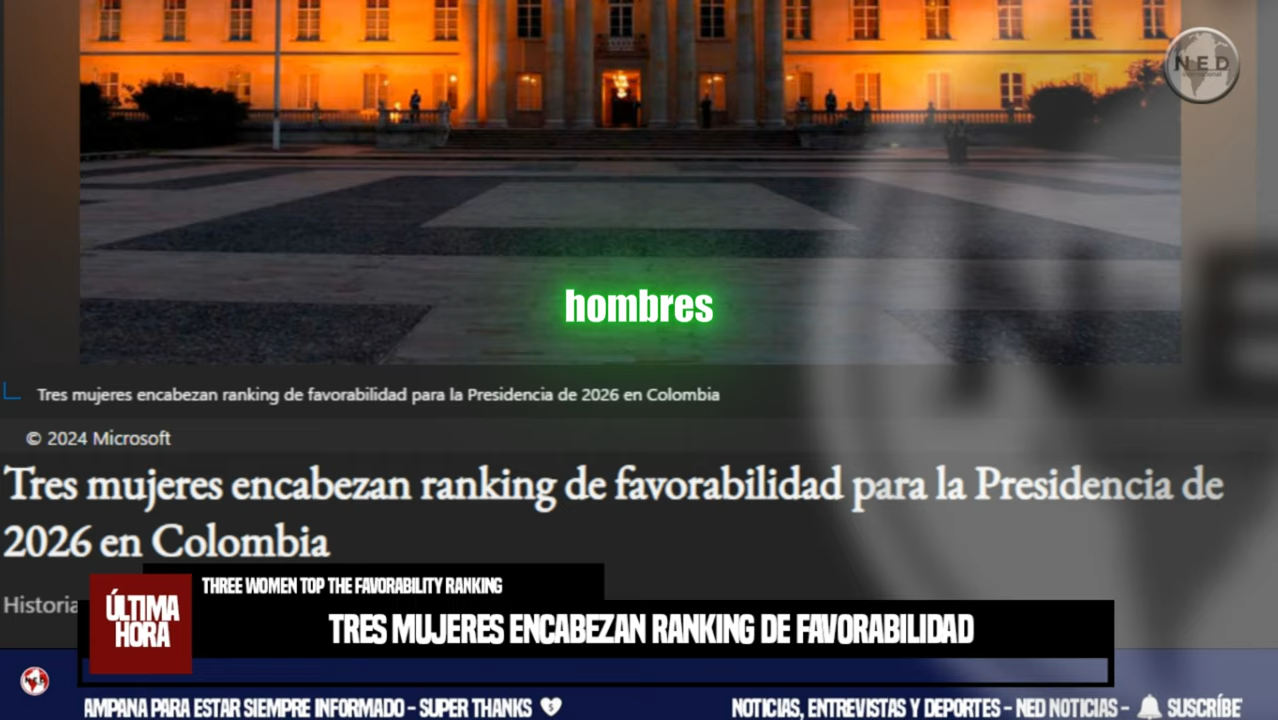 NED
hombres
Tres mujeres encabezan ranking de favorabilidad para la Presidencia de 2026 en Colombia
© 2024 Microsoft
Tres mujeres encabezan ranking de favorabilidad para la Presidencia de
2026 en Colombia
Historia
THREE WOMEN TOP THE FAVORABILITY RANKING
ÚLTIMA
HORA
TRES MUJERES ENCABEZAN RANKING DE FAVORABILIDAD
AMPANA PARA ESTAR SIEMPRE INFORMADO - SUPER THANKS
NOTICIAS, ENTREVISTAS Y DEPORTES - NED NOTICIAS - SUSCRÍBE